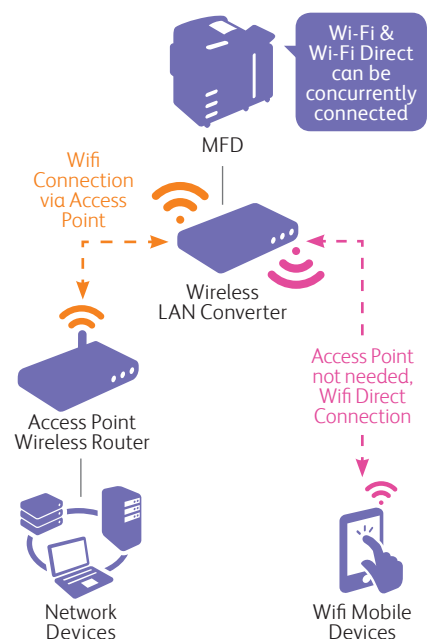 Wi-Fi &
Wi-Fi Direct
can be
concurrently
connected
MFD
Wifi
Connection
via Access
Point
Wireless
LAN Converter
Access Point
not needed,
Wifi Direct
Connection
Access Point
Wireless Router
Network
Devices
Wifi Mobile
Devices